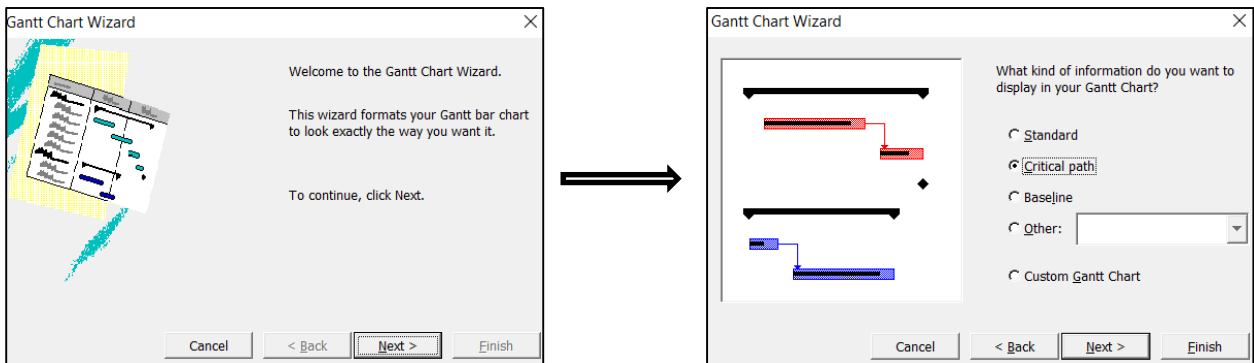 Gantt Chart Wizard
Welcome to the Gantt Chart Wizard.
This wizard formats your Gantt bar chart
to look exactly the way you want it.
To continue, click Next.
Cancel
< Back
Next >
Finish
Gantt Chart Wizard
What kind of information do you want to
display in your Gantt Chart?
Standard
Critical path
Baseline
Other:
Custom Gantt Chart
Cancel
< Back
Next >
Finish